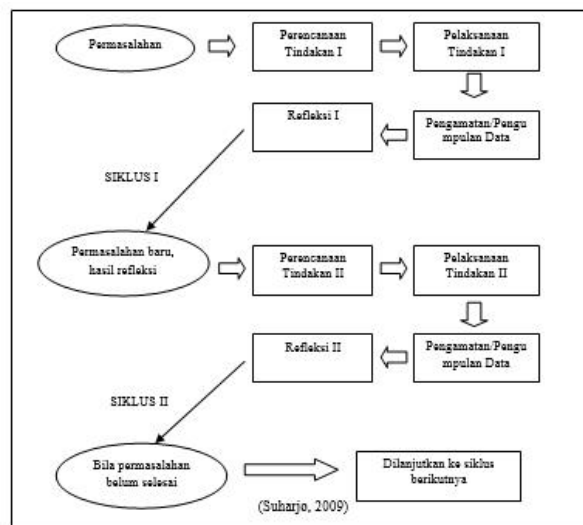 Permasalahan
Perencanaan
Tindakan I
Pelaksanaan
Tindakan I
Pengamatan/Pengu
mpulan Data
Refleksi I
SIKLUS I
Permasalahan baru,
hasil refleksi
Perencanaan
Tindakan II
Pelaksanaan
Tindakan II
Pengamatan/Pengu
mpulan Data
Refleksi II
SIKLUS II
Bila permasalahan
belum selesai
Dilanjutkan ke siklus
berikutnya
(Suharjo, 2009)